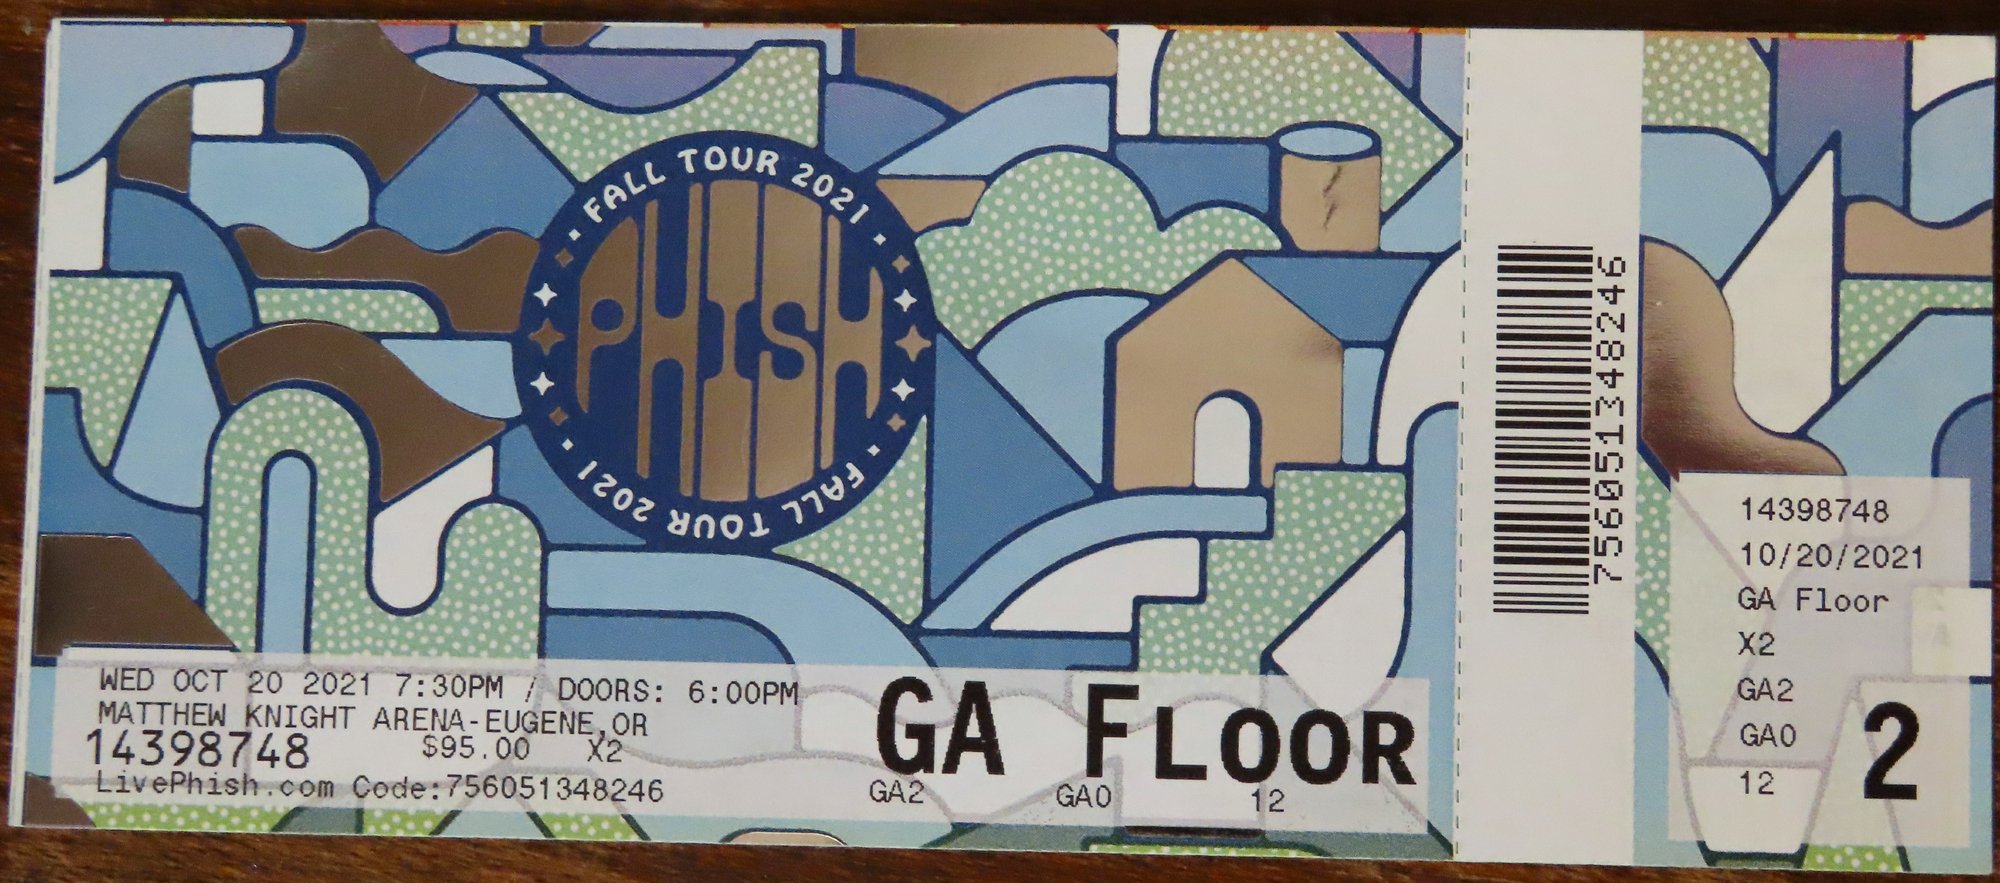 FALL TOUR 2021
PHISH
FALL TOUR 2021
WED OCT 20 2021 7:30PM / DOORS: 6:00PM
MATTHEW KNIGHT ARENA-EUGENE,OR
14398748 $95.00 X2
LivePhish.com Code:756051348246
GA FLOOR
GA2 GA0 12
756051348246
14398748
10/20/2021
GA Floor
X2
GA2
GA0
12
2